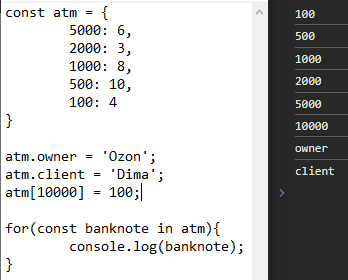 const atm = {
5000: 6,
2000: 3,
1000: 8,
500: 10,
100: 4
}
atm.owner = 'Ozon';
atm.client = 'Dima';
atm[10000] = 100;
for(const banknote in atm){
console.log(banknote);
}
100
500
1000
2000
5000
10000
owner
client